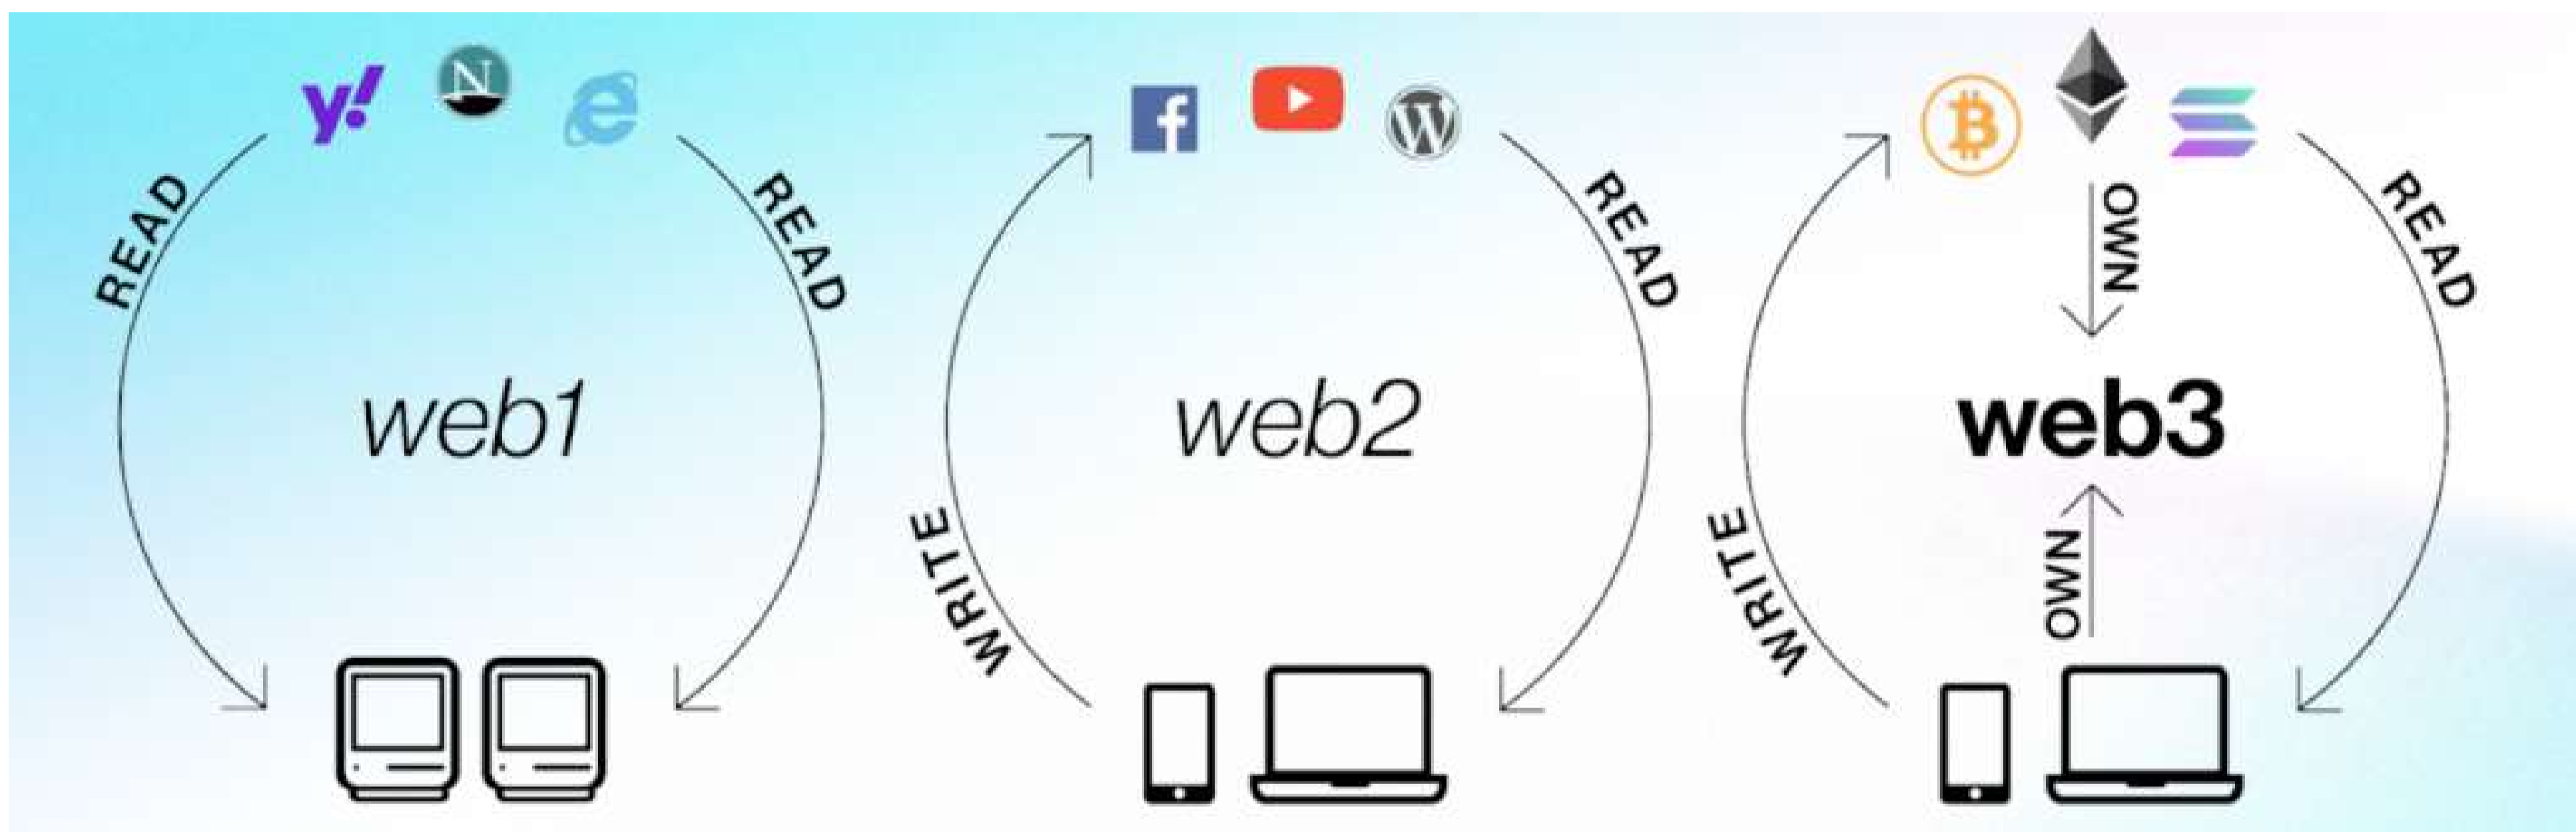 y!
N
e
READ
READ
web1
f
W
READ
web2
WRITE
B
OWN
READ
web3
WRITE
OWN